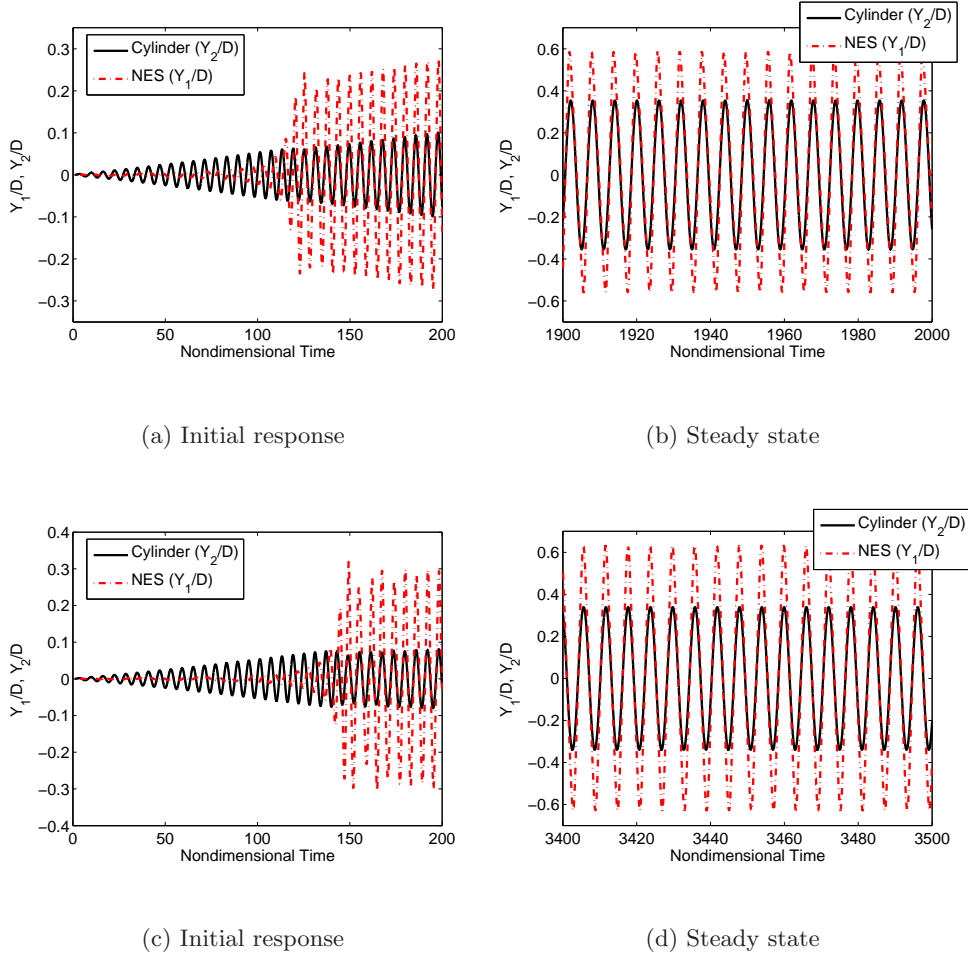 Cylinder (Y2/D)
NES (Y1/D)
0.3
0.2
0.1
0
−0.1
−0.2
−0.3
Y1/D, Y2/D
0 50 100 150 200
Nondimensional Time
(a) Initial response
Cylinder (Y2/D)
NES (Y1/D)
0.6
0.4
0.2
0
−0.2
−0.4
−0.6
Y1/D, Y2/D
1900 1920 1940 1960 1980 2000
Nondimensional Time
(b) Steady state
Cylinder (Y2/D)
NES (Y1/D)
0.4
0.3
0.2
0.1
0
−0.1
−0.2
−0.3
−0.4
Y1/D, Y2/D
0 50 100 150 200
Nondimensional Time
(c) Initial response
Cylinder (Y2/D)
NES (Y1/D)
0.6
0.4
0.2
0
−0.2
−0.4
−0.6
Y1/D, Y2/D
3400 3420 3440 3460 3480 3500
Nondimensional Time
(d) Steady state